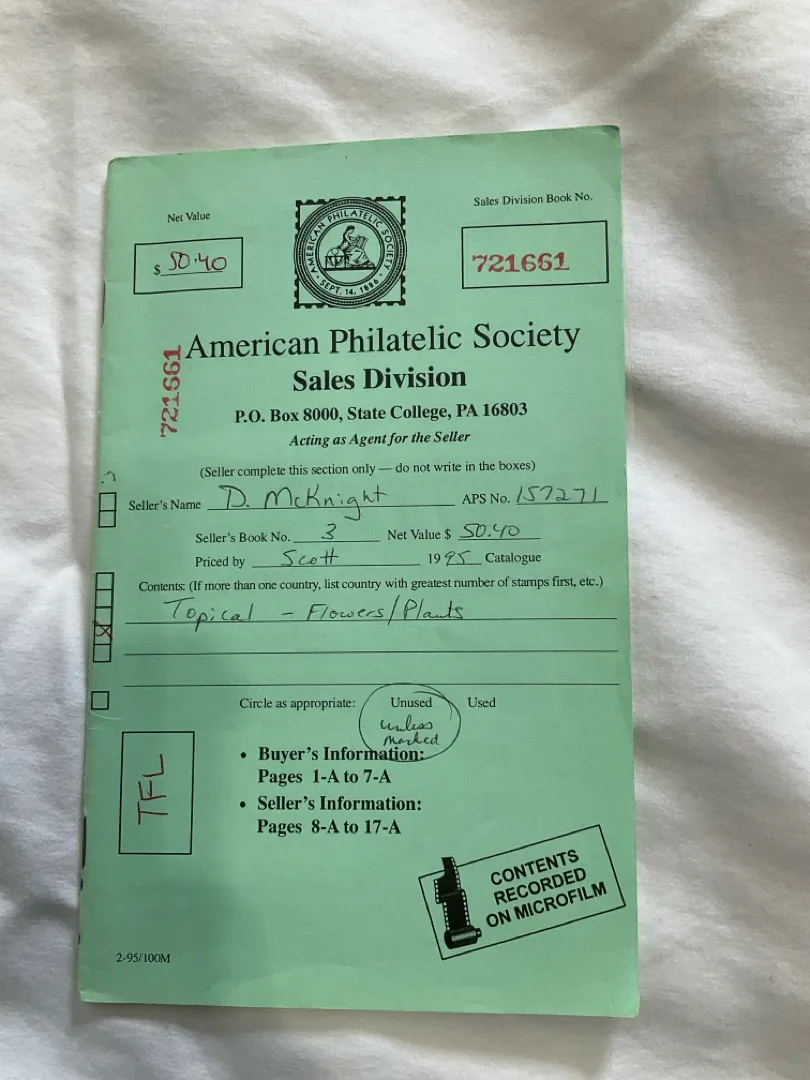 Net Value
$ 50.40
AMERICAN PHILATELIC SOCIETY
SEPT. 14, 1886
Sales Division Book No.
721661
721661
American Philatelic Society
Sales Division
P.O. Box 8000, State College, PA 16803
Acting as Agent for the Seller
(Seller complete this section only — do not write in the boxes)
Seller's Name D. McKnight APS No. 157271
Seller's Book No. 3 Net Value $ 50.40
Priced by Scott 1995 Catalogue
Contents: (If more than one country, list country with greatest number of stamps first, etc.)
Topical - Flowers/Plants
Circle as appropriate: Unused Used
unless
marked
• Buyer's Information:
Pages 1-A to 7-A
• Seller's Information:
Pages 8-A to 17-A
TFL
CONTENTS
RECORDED
ON MICROFILM
2-95/100M